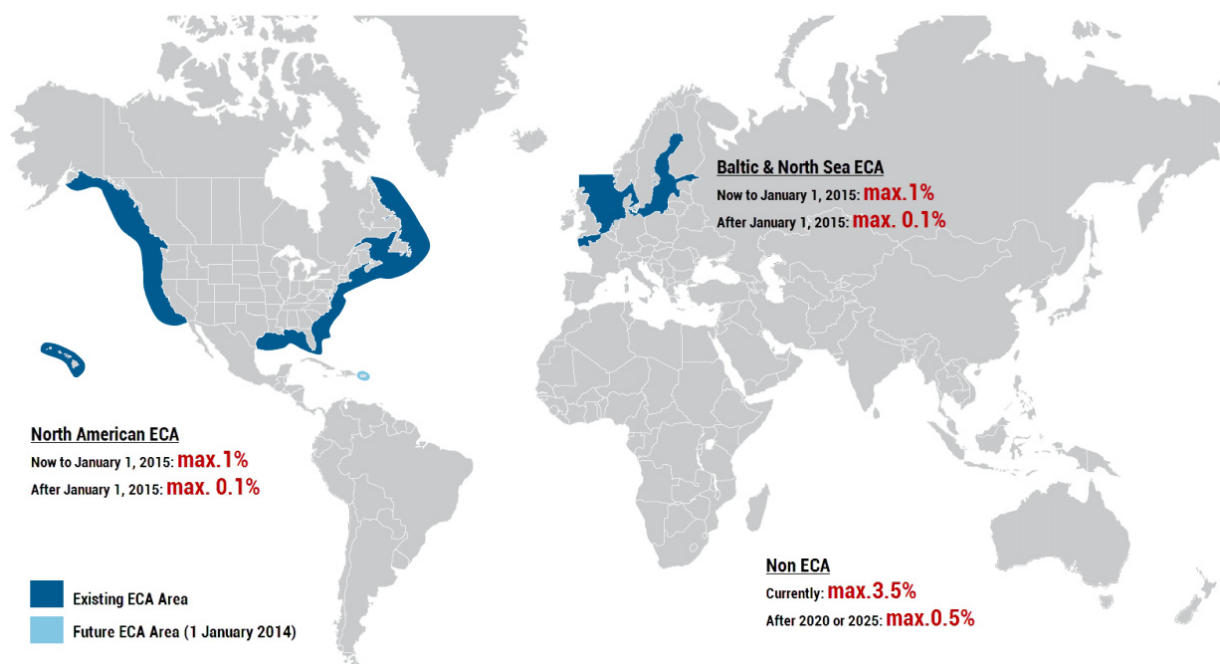 Baltic & North Sea ECA
Now to January 1, 2015: max.1%
After January 1, 2015: max. 0.1%
North American ECA
Now to January 1, 2015: max.1%
After January 1, 2015: max. 0.1%
Non ECA
Currently: max.3.5%
After 2020 or 2025: max.0.5%
Existing ECA Area
Future ECA Area (1 January 2014)